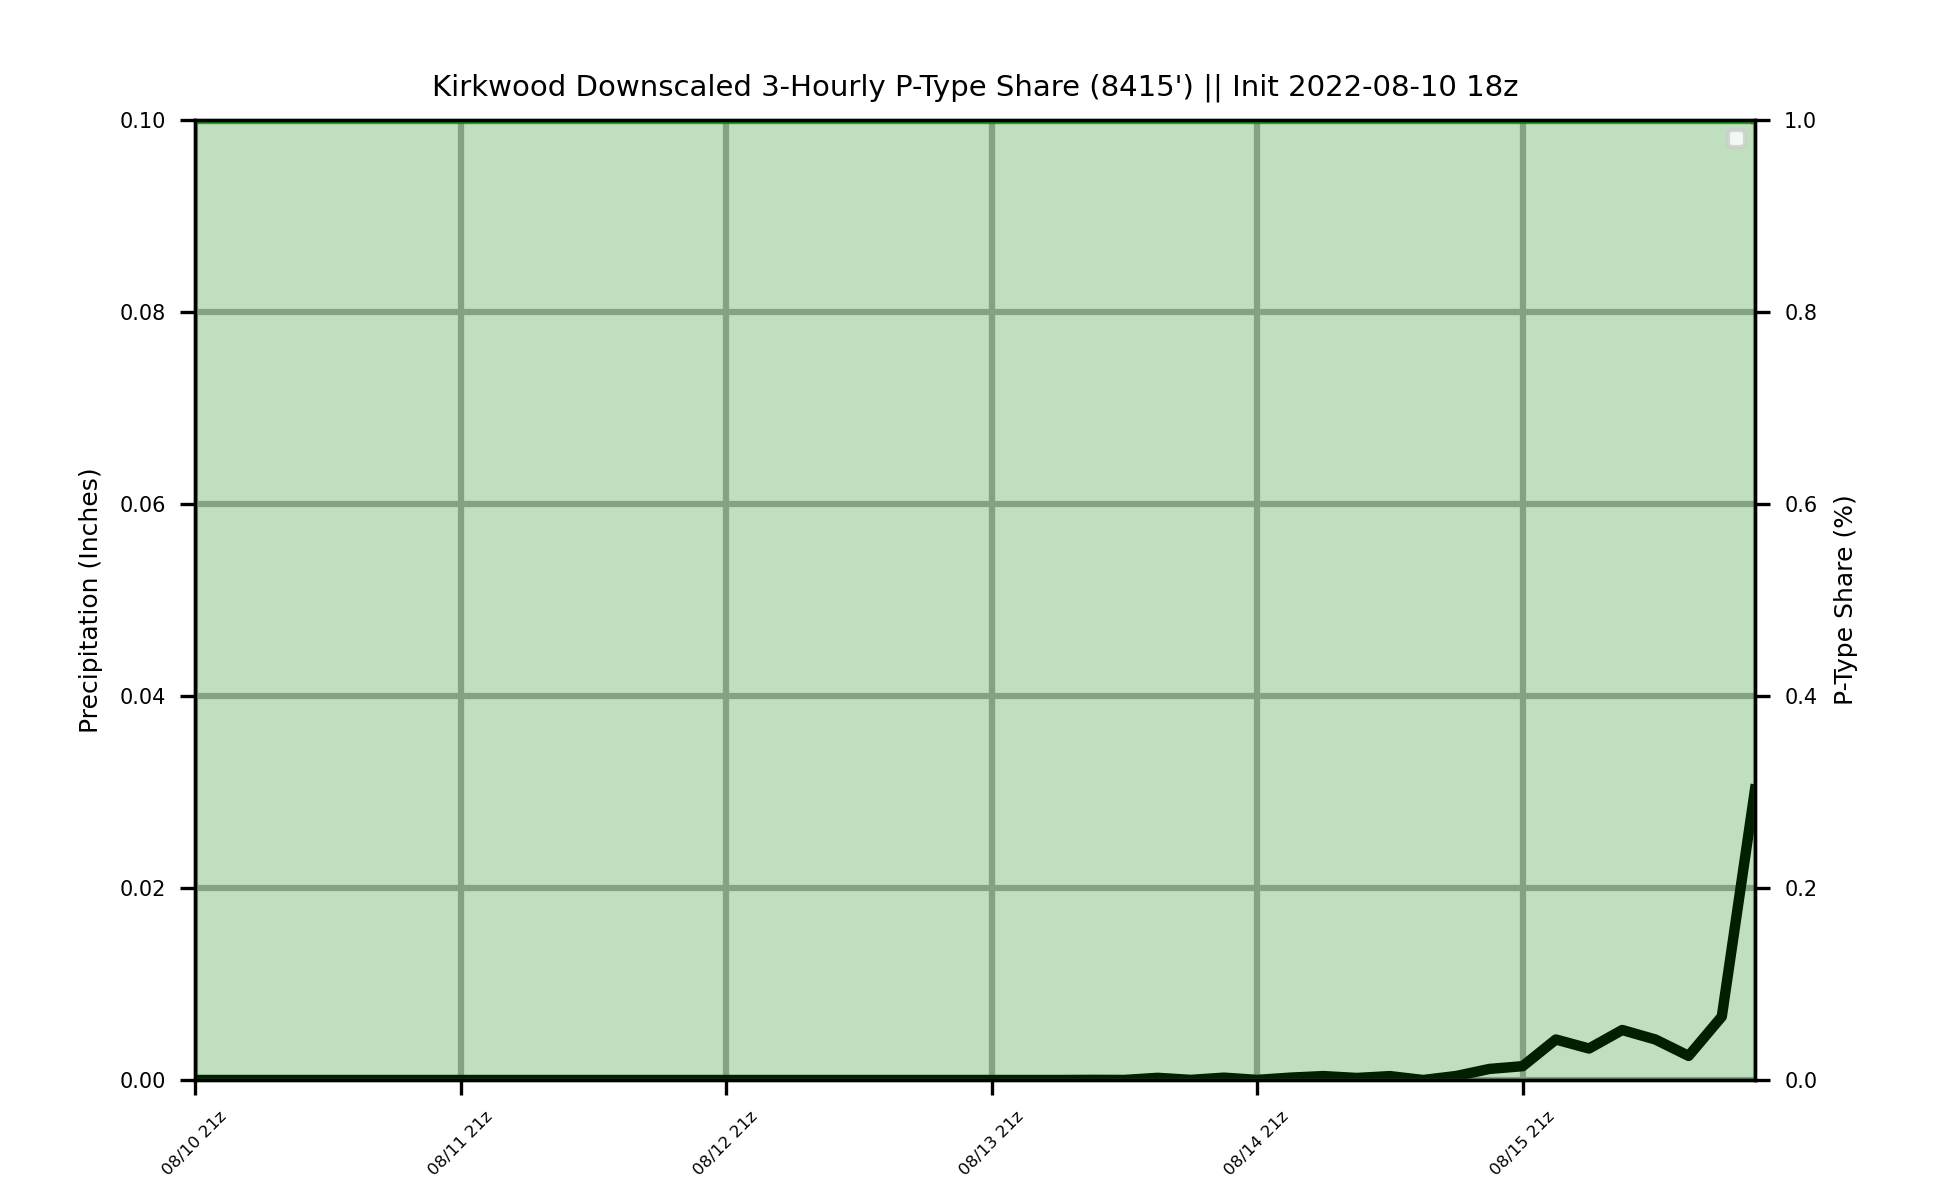 Kirkwood Downscaled 3-Hourly P-Type Share (8415') || Init 2022-08-10 18z
0.10
0.08
0.06
0.04
0.02
0.00
Precipitation (Inches)
1.0
0.8
0.6
0.4
0.2
0.0
P-Type Share (%)
08/10 21z
08/11 21z
08/12 21z
08/13 21z
08/14 21z
08/15 21z